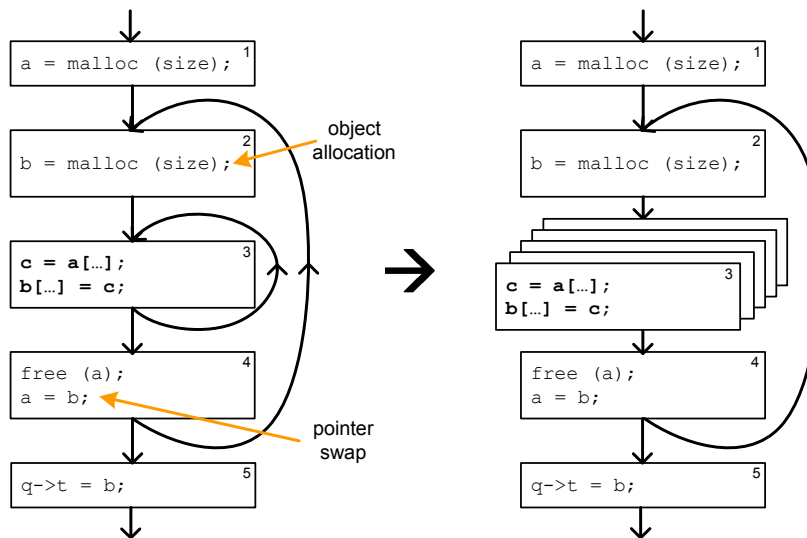 1
a = malloc (size);
2
b = malloc (size);
object
allocation
3
c = a[…];
b[…] = c;
4
free (a);
a = b;
pointer
swap
5
q->t = b;
1
a = malloc (size);
2
b = malloc (size);
3
c = a[…];
b[…] = c;
4
free (a);
a = b;
5
q->t = b;